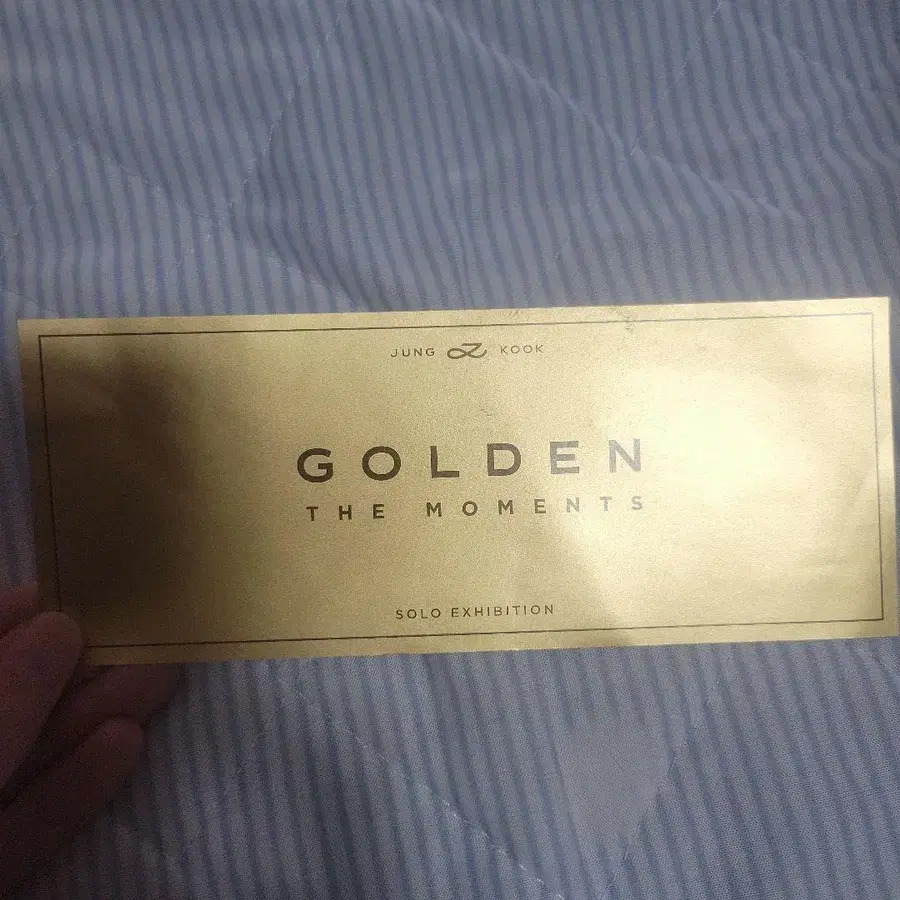 JUNG KOOK
GOLDEN
THE MOMENTS
SOLO EXHIBITION